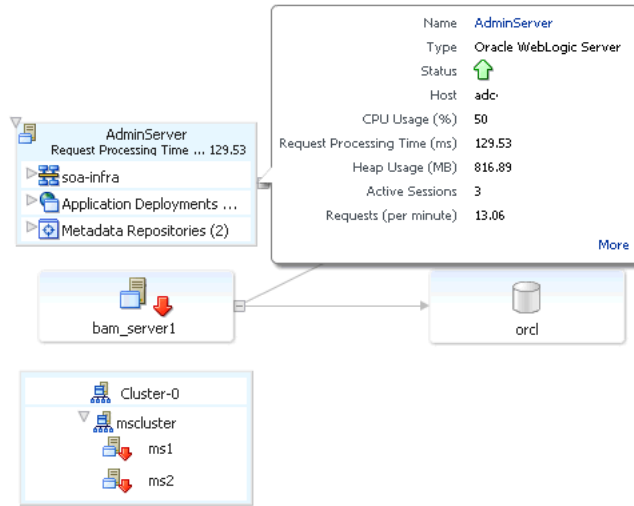 Name AdminServer
Type Oracle WebLogic Server
Status
Host adc
CPU Usage (%) 50
Request Processing Time (ms) 129.53
Heap Usage (MB) 816.89
Active Sessions 3
Requests (per minute) 13.06
More
AdminServer
Request Processing Time ... 129.53
soa-infra
Application Deployments ...
Metadata Repositories (2)
bam_server1
orcl
Cluster-0
mscluster
ms1
ms2